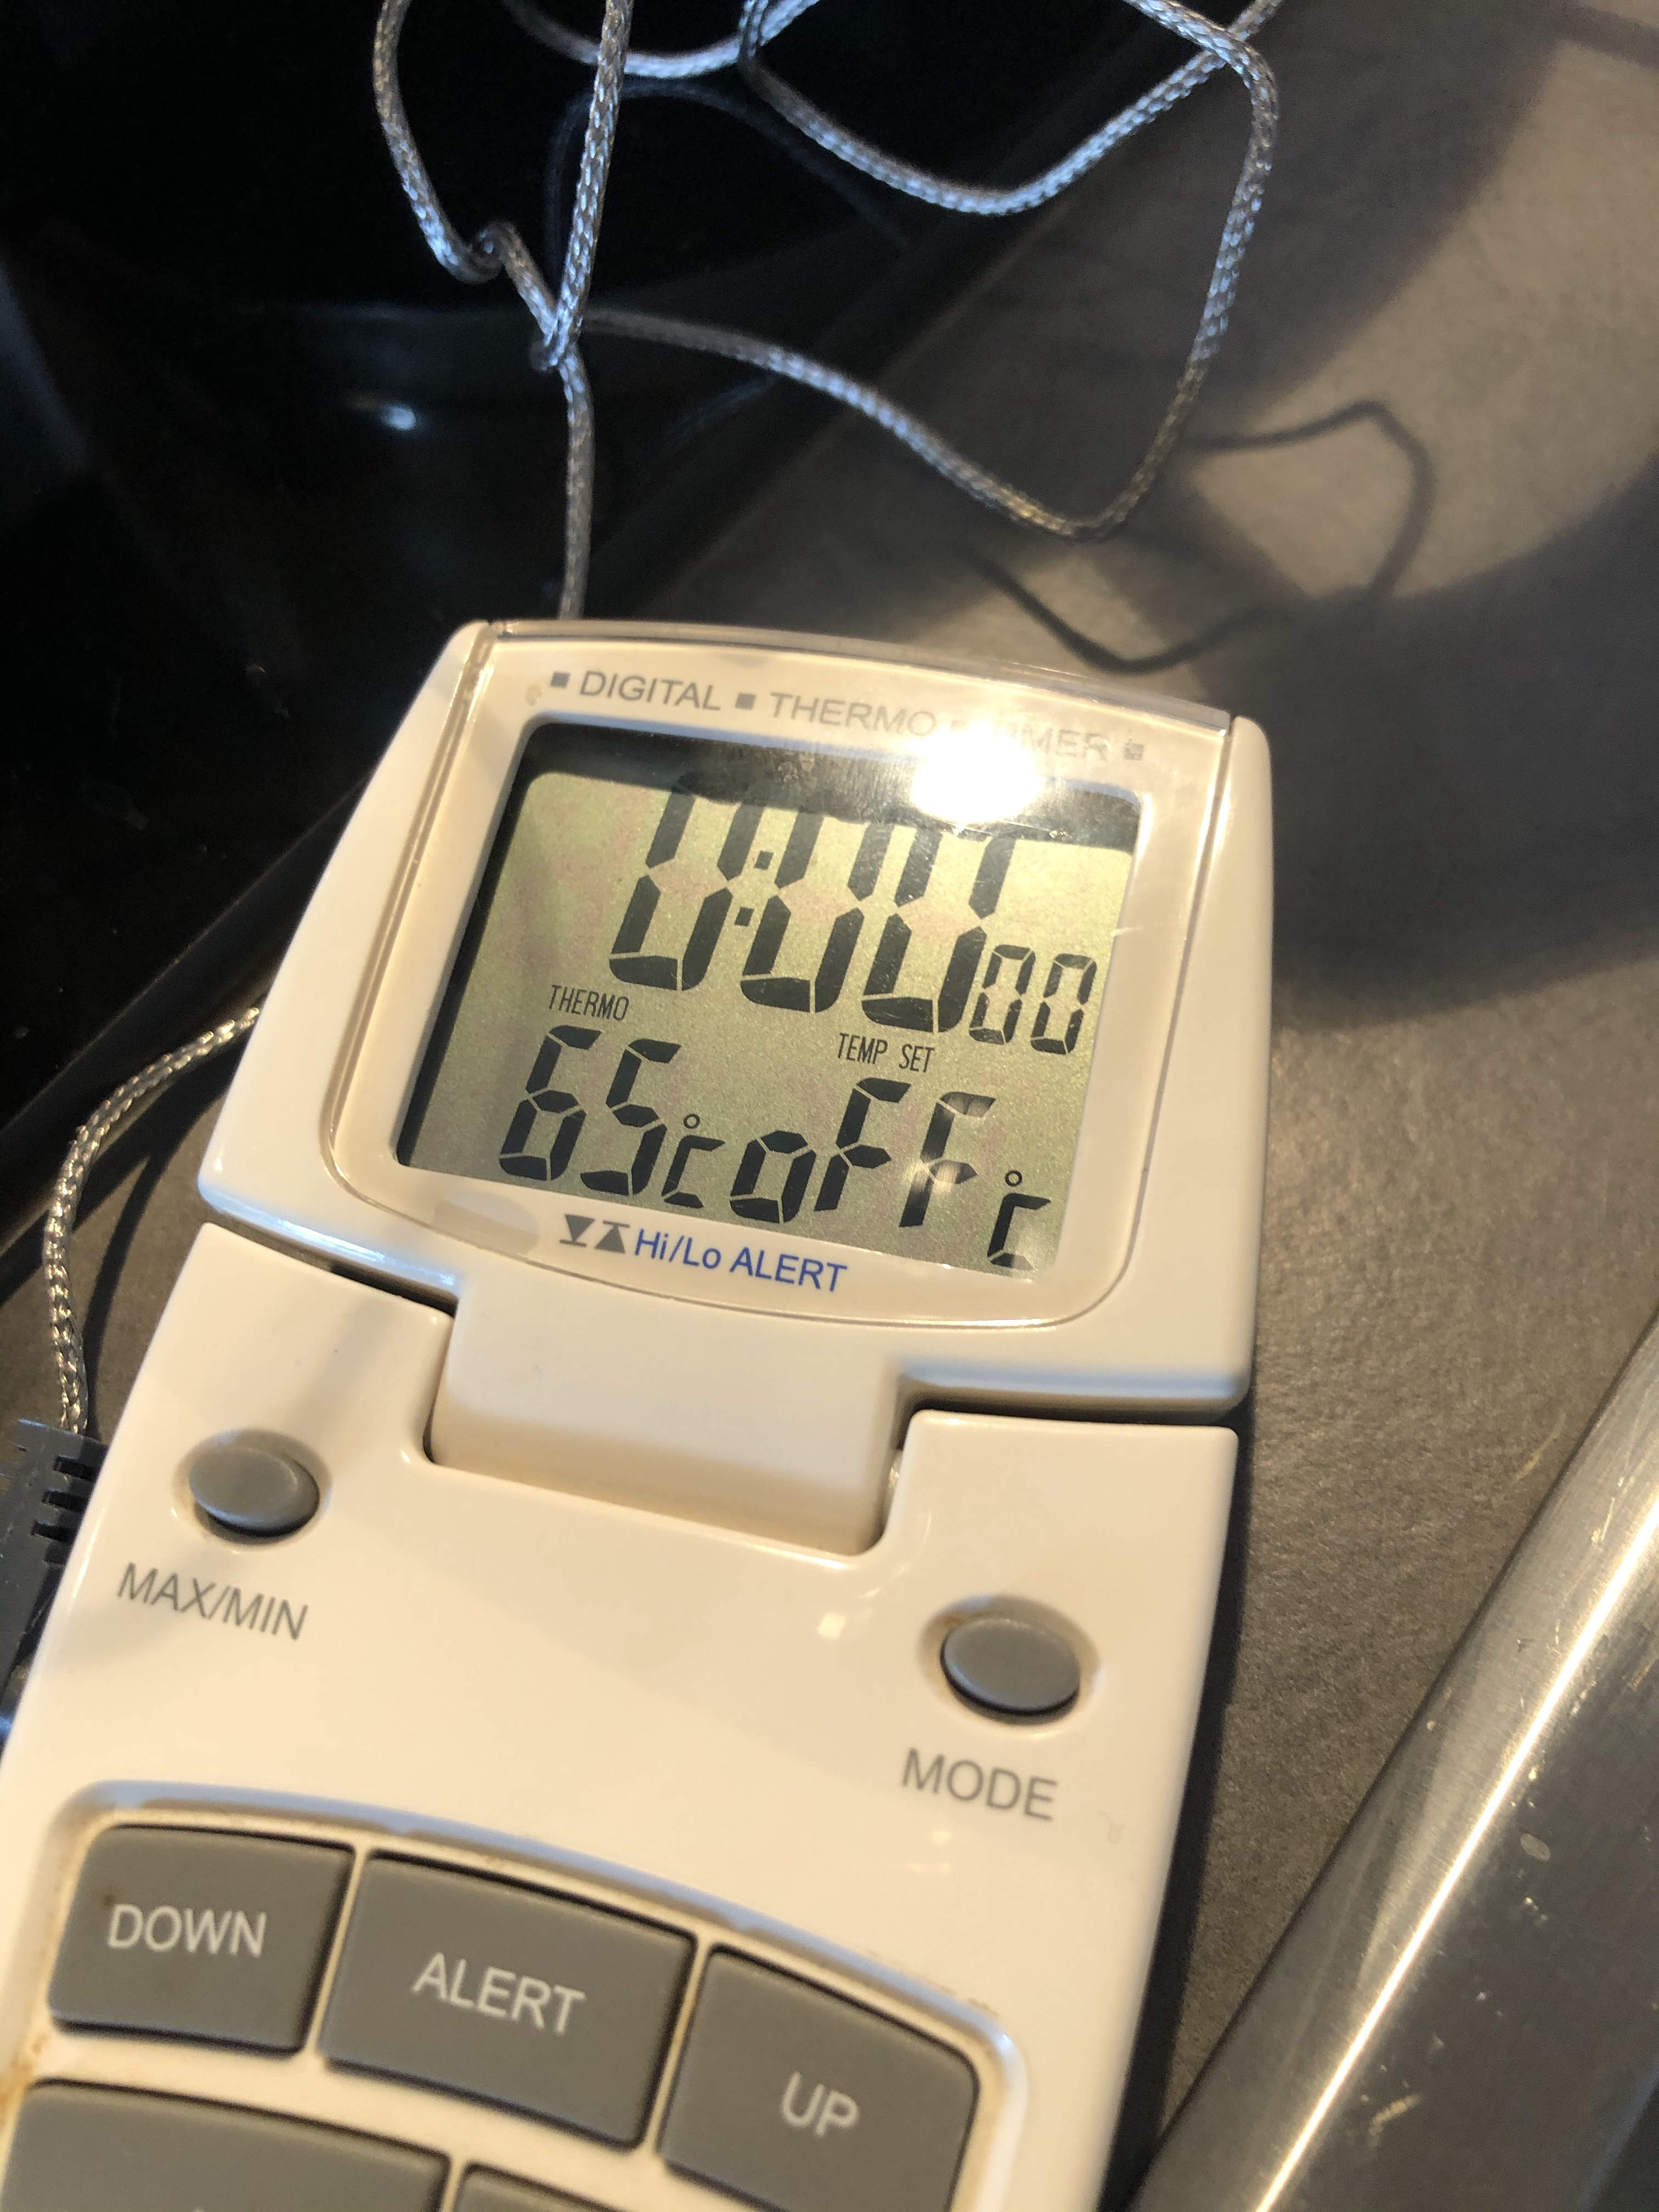 ▪ DIGITAL ▪ THERMO ▪ TIMER ▪
0:00 00
THERMO
TEMP SET
65°C OFF °C
Hi/Lo ALERT
MAX/MIN
MODE
DOWN
ALERT
UP